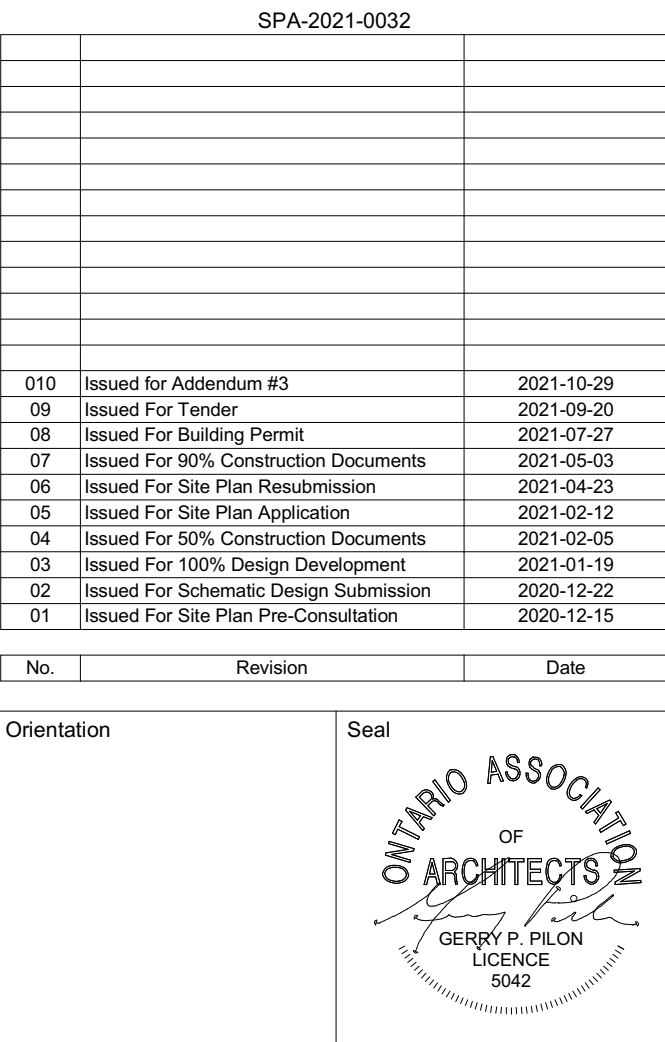 SPA-2021-0032
010 Issued for Addendum #3 2021-10-29
09 Issued For Tender 2021-09-20
08 Issued For Building Permit 2021-07-27
07 Issued For 90% Construction Documents 2021-05-03
06 Issued For Site Plan Resubmission 2021-04-23
05 Issued For Site Plan Application 2021-02-12
04 Issued For 50% Construction Documents 2021-02-05
03 Issued For 100% Design Development 2021-01-19
02 Issued For Schematic Design Submission 2020-12-22
01 Issued For Site Plan Pre-Consultation 2020-12-15
No. Revision Date
Orientation Seal
ONTARIO ASSOCIATION
OF
ARCHITECTS
Gerry Pilon
GERRY P. PILON
LICENCE
5042